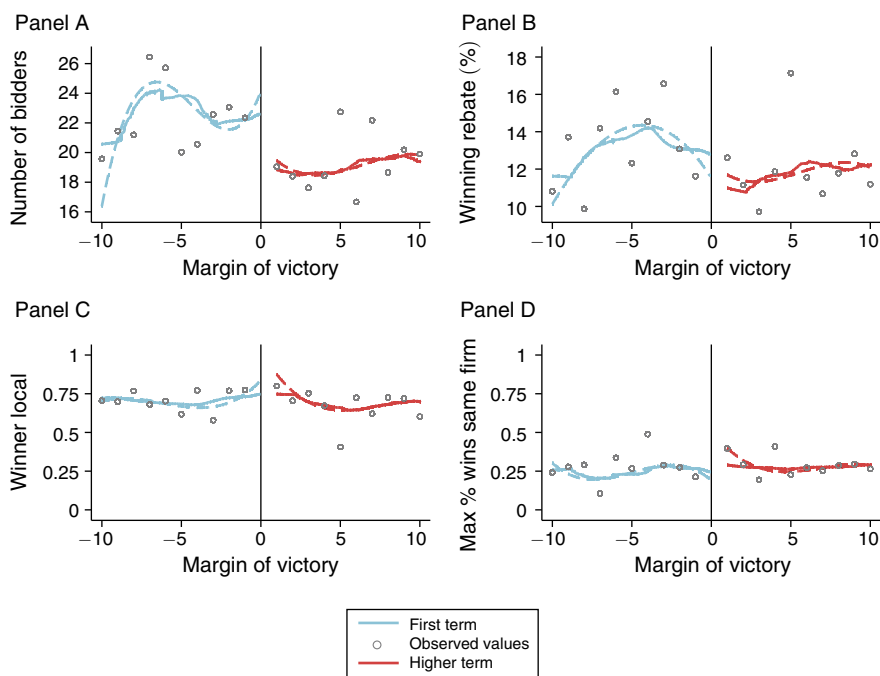 Panel A
Number of bidders
26
24
22
20
18
16
−10
−5
0
5
10
Margin of victory
Panel B
Winning rebate (%)
18
16
14
12
10
−10
−5
0
5
10
Margin of victory
Panel C
Winner local
1
0.75
0.5
0.25
0
−10
−5
0
5
10
Margin of victory
Panel D
Max % wins same firm
1
0.75
0.5
0.25
0
−10
−5
0
5
10
Margin of victory
First term
Observed values
Higher term